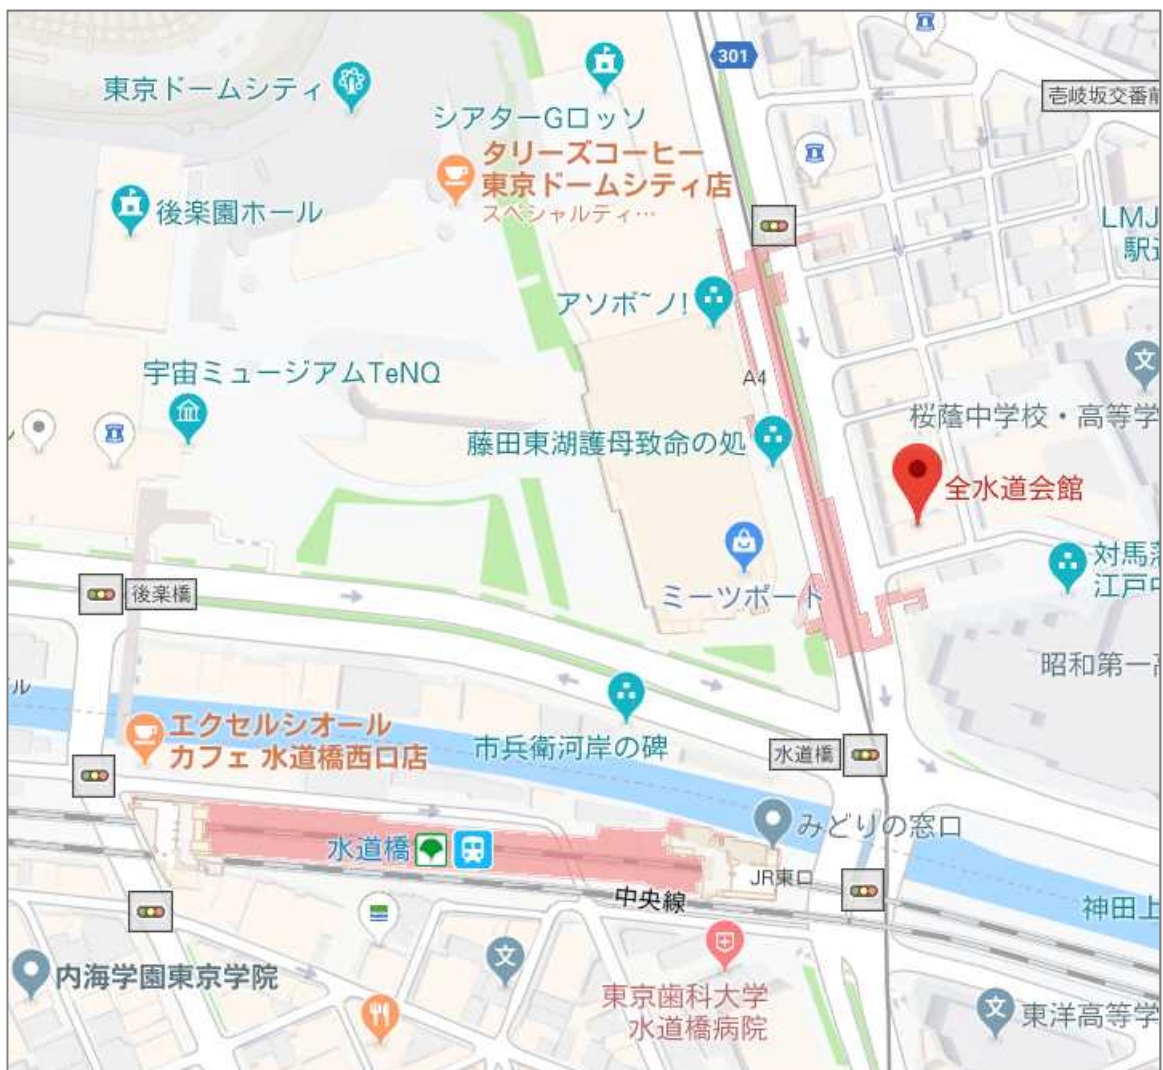 301
東京ドームシティ
シアターGロッソ
壱岐坂交番前
タリーズコーヒー
東京ドームシティ店
スペシャルティ…
後楽園ホール
LMJ
アソボ~ノ!
宇宙ミュージアムTeNQ
A4
桜蔭中学校・高等学
藤田東湖護母致命の処
全水道会館
対馬
江戸
ミーツポート
後楽橋
昭和第一
ル
エクセルシオール
カフェ 水道橋西口店
市兵衛河岸の碑
水道橋
みどりの窓口
水道橋
JR東口
中央線
神田上
文
文
文
内海学園東京学院
東京歯科大学
水道橋病院
東洋高等学